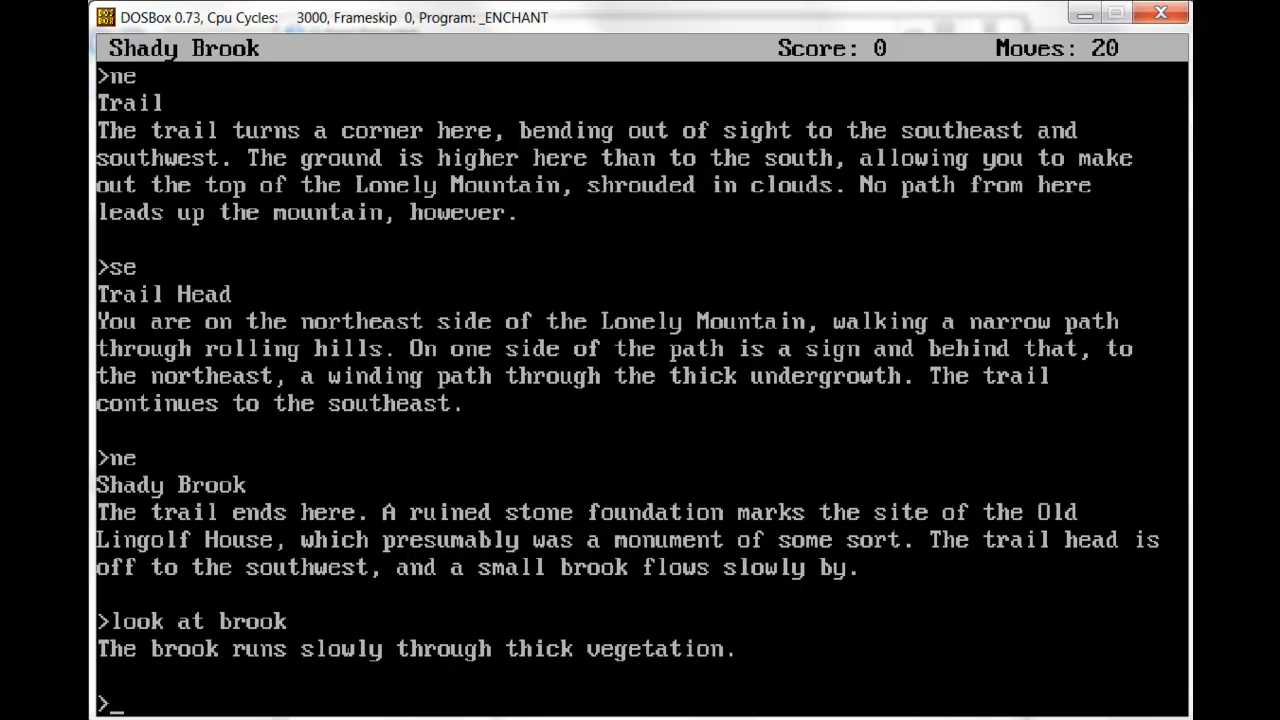 DOSBox 0.73, Cpu Cycles: 3000, Frameskip 0, Program: _ENCHANT
Shady Brook Score: 0 Moves: 20
>ne
Trail
The trail turns a corner here, bending out of sight to the southeast and
southwest. The ground is higher here than to the south, allowing you to make
out the top of the Lonely Mountain, shrouded in clouds. No path from here
leads up the mountain, however.
>se
Trail Head
You are on the northeast side of the Lonely Mountain, walking a narrow path
through rolling hills. On one side of the path is a sign and behind that, to
the northeast, a winding path through the thick undergrowth. The trail
continues to the southeast.
>ne
Shady Brook
The trail ends here. A ruined stone foundation marks the site of the Old
Lingolf House, which presumably was a monument of some sort. The trail head is
off to the southwest, and a small brook flows slowly by.
>look at brook
The brook runs slowly through thick vegetation.
>_